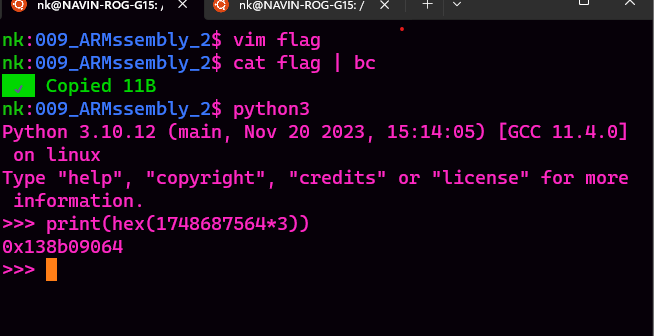 nk@NAVIN-ROG-G15: / × nk@NAVIN-ROG-G15: / × +
nk:009_ARMssembly_2$ vim flag
nk:009_ARMssembly_2$ cat flag | bc
✓ Copied 11B
nk:009_ARMssembly_2$ python3
Python 3.10.12 (main, Nov 20 2023, 15:14:05) [GCC 11.4.0]
on linux
Type "help", "copyright", "credits" or "license" for more
information.
>>> print(hex(1748687564*3))
0x138b09064
>>>